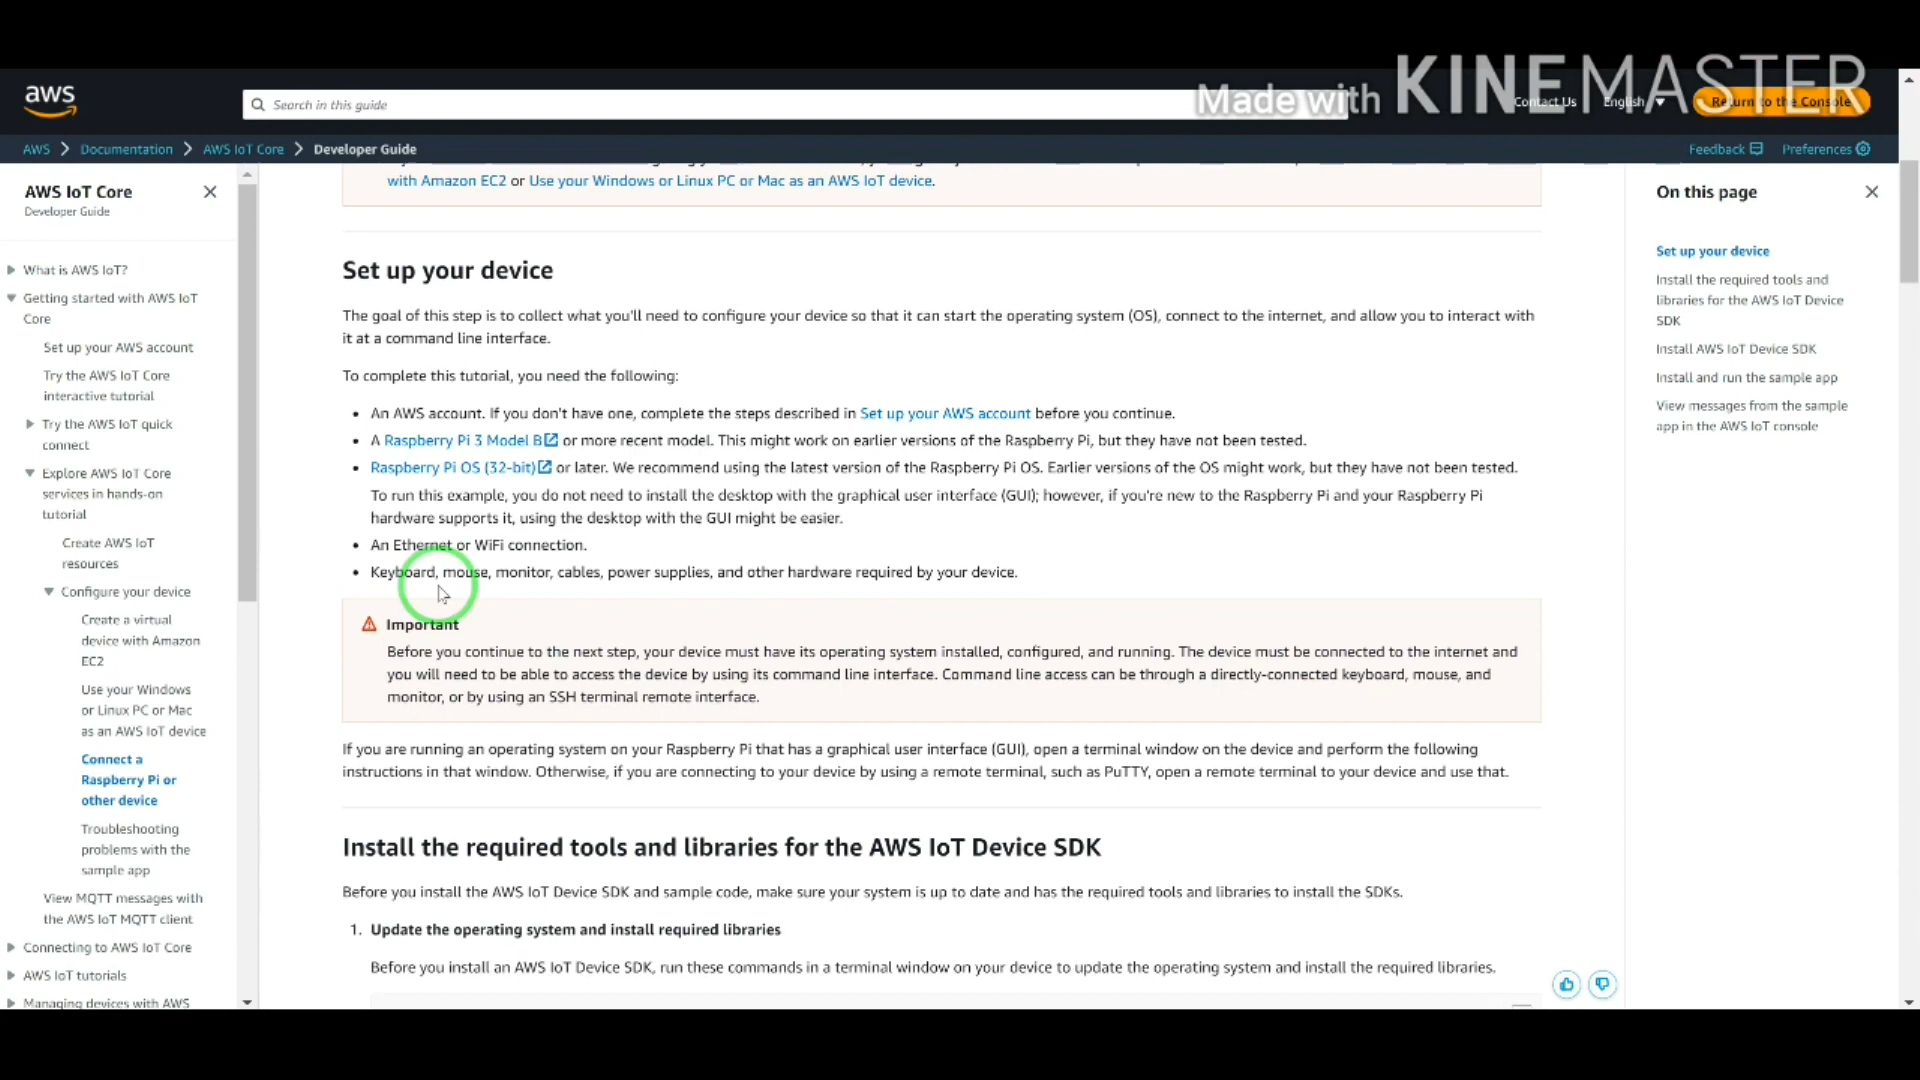 Made with KINEMASTER
aws
Search in this guide
Contact Us
English
Return to the Console
AWS
Documentation
AWS IoT Core
Developer Guide
Feedback
Preferences
AWS IoT Core
Developer Guide
What is AWS IoT?
Getting started with AWS IoT
Core
Set up your AWS account
Try the AWS IoT Core
interactive tutorial
Try the AWS IoT quick
connect
Explore AWS IoT Core
services in hands-on
tutorial
Create AWS IoT
resources
Configure your device
Create a virtual
device with Amazon
EC2
Use your Windows
or Linux PC or Mac
as an AWS IoT device
Connect a
Raspberry Pi or
other device
Troubleshooting
problems with the
sample app
View MQTT messages with
the AWS IoT MQTT client
Connecting to AWS IoT Core
AWS IoT tutorials
Managing devices with AWS
with Amazon EC2 or Use your Windows or Linux PC or Mac as an AWS IoT device.
Set up your device
The goal of this step is to collect what you'll need to configure your device so that it can start the operating system (OS), connect to the internet, and allow you to interact with
it at a command line interface.
To complete this tutorial, you need the following:
• An AWS account. If you don't have one, complete the steps described in Set up your AWS account before you continue.
• A Raspberry Pi 3 Model B or more recent model. This might work on earlier versions of the Raspberry Pi, but they have not been tested.
• Raspberry Pi OS (32-bit) or later. We recommend using the latest version of the Raspberry Pi OS. Earlier versions of the OS might work, but they have not been tested.
To run this example, you do not need to install the desktop with the graphical user interface (GUI); however, if you're new to the Raspberry Pi and your Raspberry Pi
hardware supports it, using the desktop with the GUI might be easier.
• An Ethernet or WiFi connection.
• Keyboard, mouse, monitor, cables, power supplies, and other hardware required by your device.
Important
Before you continue to the next step, your device must have its operating system installed, configured, and running. The device must be connected to the internet and
you will need to be able to access the device by using its command line interface. Command line access can be through a directly-connected keyboard, mouse, and
monitor, or by using an SSH terminal remote interface.
If you are running an operating system on your Raspberry Pi that has a graphical user interface (GUI), open a terminal window on the device and perform the following
instructions in that window. Otherwise, if you are connecting to your device by using a remote terminal, such as PuTTY, open a remote terminal to your device and use that.
Install the required tools and libraries for the AWS IoT Device SDK
Before you install the AWS IoT Device SDK and sample code, make sure your system is up to date and has the required tools and libraries to install the SDKs.
1. Update the operating system and install required libraries
Before you install an AWS IoT Device SDK, run these commands in a terminal window on your device to update the operating system and install the required libraries.
On this page
Set up your device
Install the required tools and
libraries for the AWS IoT Device
SDK
Install AWS IoT Device SDK
Install and run the sample app
View messages from the sample
app in the AWS IoT console